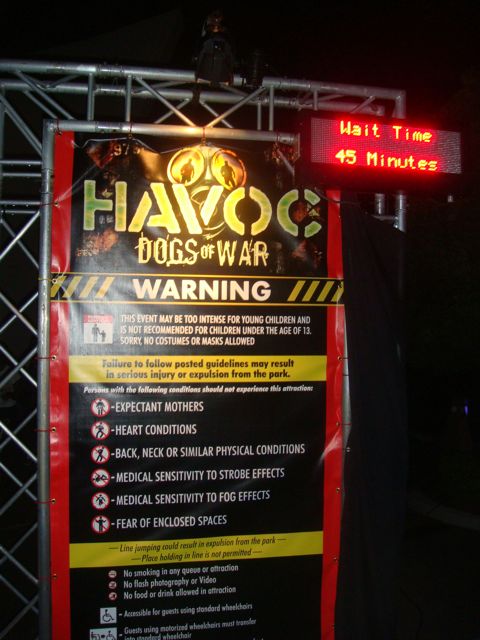 Wait Time
45 Minutes
HAVOC
DOGS OF WAR
WARNING
THIS EVENT MAY BE TOO INTENSE FOR YOUNG CHILDREN AND
IS NOT RECOMMENDED FOR CHILDREN UNDER THE AGE OF 13.
SORRY, NO COSTUMES OR MASKS ALLOWED
Failure to follow posted guidelines may result
in serious injury or expulsion from the park.
Persons with the following conditions should not experience this attraction:
-EXPECTANT MOTHERS
-HEART CONDITIONS
-BACK, NECK OR SIMILAR PHYSICAL CONDITIONS
-MEDICAL SENSITIVITY TO STROBE EFFECTS
-MEDICAL SENSITIVITY TO FOG EFFECTS
-FEAR OF ENCLOSED SPACES
— Line jumping could result in expulsion from the park —
— Place holding in line is not permitted —
No smoking in any queue or attraction
No flash photography or Video
No food or drink allowed in attraction
- Accessible for guests using standard wheelchairs
Guests using motorized wheelchairs must transfer
into standard wheelchair